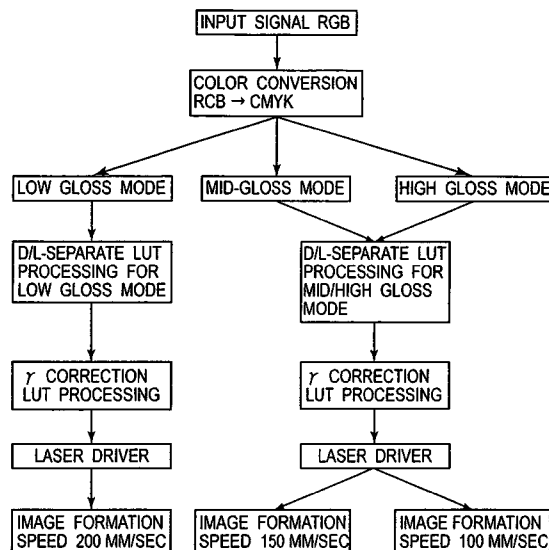 INPUT SIGNAL RGB
COLOR CONVERSION
RCB → CMYK
LOW GLOSS MODE
MID-GLOSS MODE
HIGH GLOSS MODE
D/L-SEPARATE LUT
PROCESSING FOR
LOW GLOSS MODE
D/L-SEPARATE LUT
PROCESSING FOR
MID/HIGH GLOSS
MODE
γ CORRECTION
LUT PROCESSING
γ CORRECTION
LUT PROCESSING
LASER DRIVER
LASER DRIVER
IMAGE FORMATION
SPEED 200 MM/SEC
IMAGE FORMATION
SPEED 150 MM/SEC
IMAGE FORMATION
SPEED 100 MM/SEC